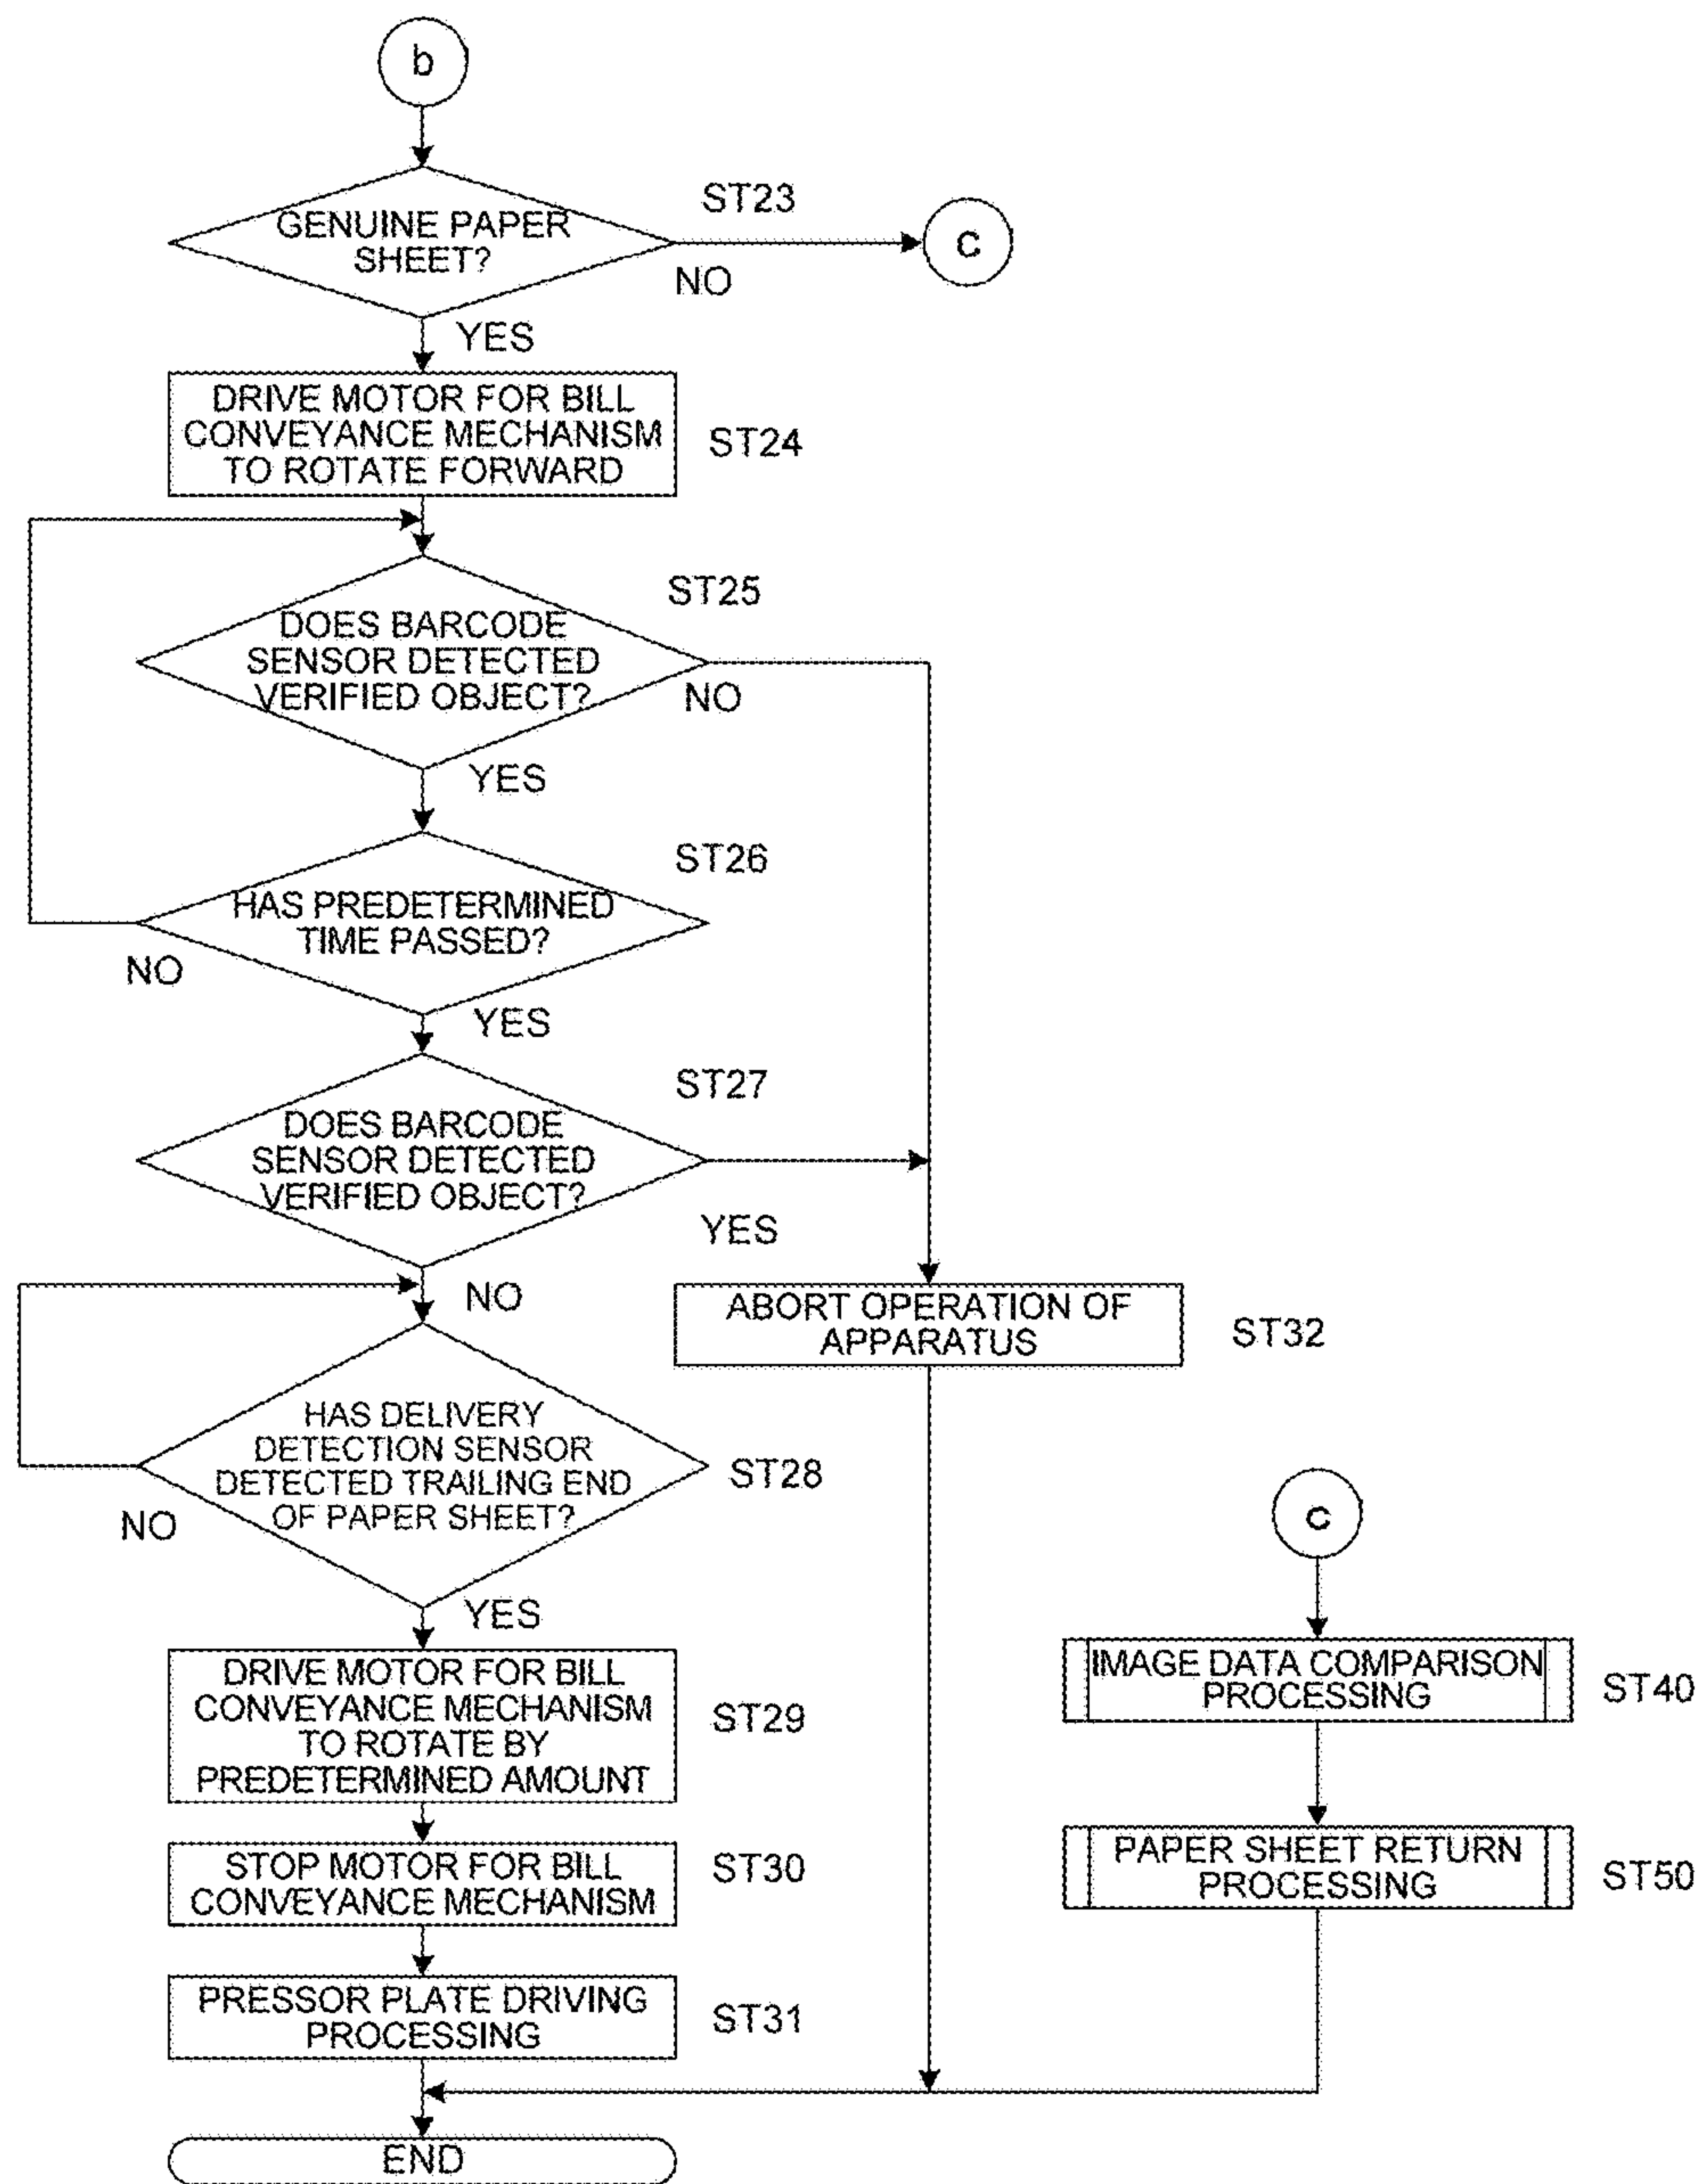 b
ST23
GENUINE PAPER
SHEET?
c
NO
YES
DRIVE MOTOR FOR BILL
CONVEYANCE MECHANISM
TO ROTATE FORWARD
ST24
ST25
DOES BARCODE
SENSOR DETECTED
VERIFIED OBJECT?
NO
YES
ST26
HAS PREDETERMINED
TIME PASSED?
NO
YES
ST27
DOES BARCODE
SENSOR DETECTED
VERIFIED OBJECT?
YES
NO
ABORT OPERATION OF
APPARATUS
ST32
HAS DELIVERY
DETECTION SENSOR
DETECTED TRAILING END
OF PAPER SHEET?
ST28
NO
YES
DRIVE MOTOR FOR BILL
CONVEYANCE MECHANISM
TO ROTATE BY
PREDETERMINED AMOUNT
ST29
STOP MOTOR FOR BILL
CONVEYANCE MECHANISM
ST30
PRESSOR PLATE DRIVING
PROCESSING
ST31
c
IMAGE DATA COMPARISON
PROCESSING
ST40
PAPER SHEET RETURN
PROCESSING
ST50
END